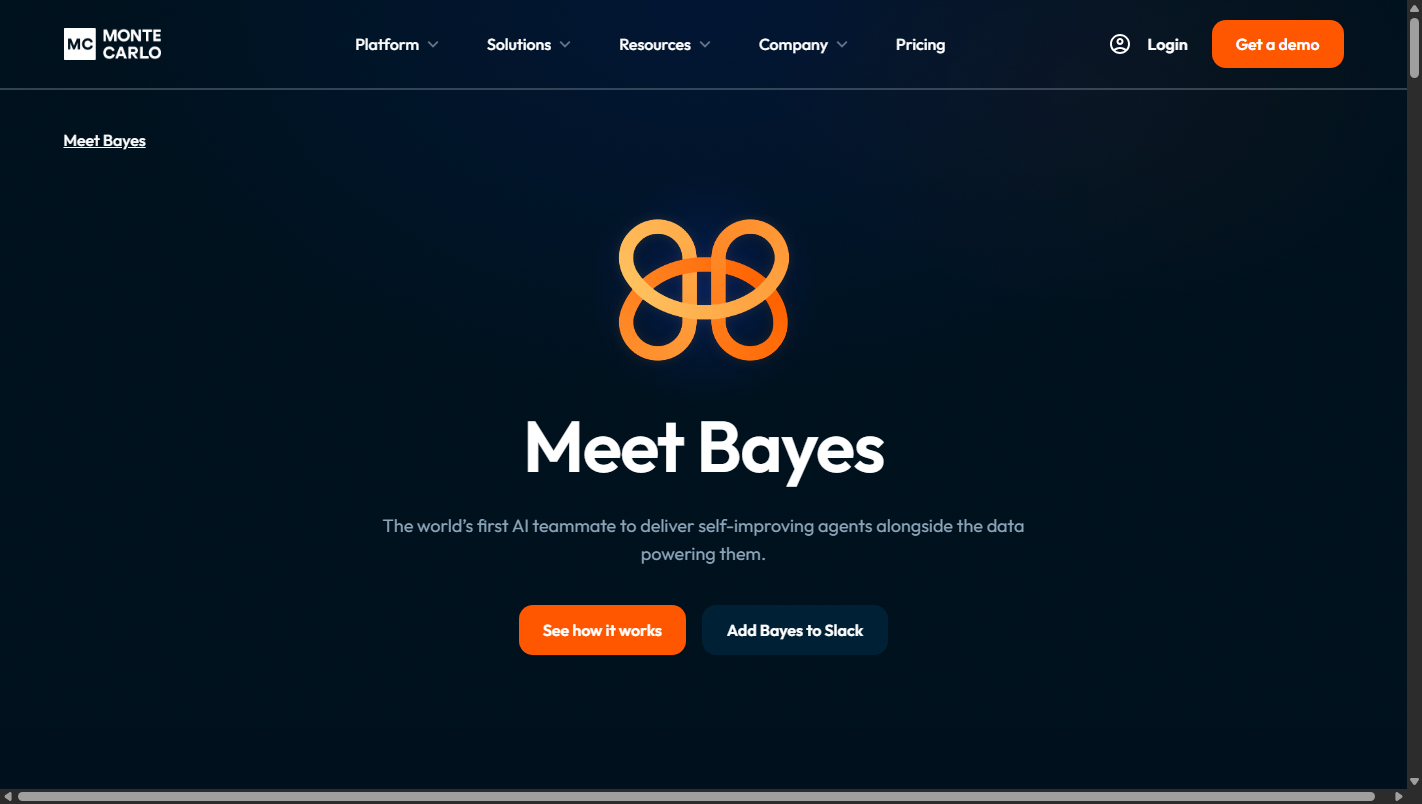 MC MONTE
CARLO
Platform Solutions Resources Company Pricing Login Get a demo
Meet Bayes
Meet Bayes
The world's first AI teammate to deliver self-improving agents alongside the data
powering them.
See how it works Add Bayes to Slack